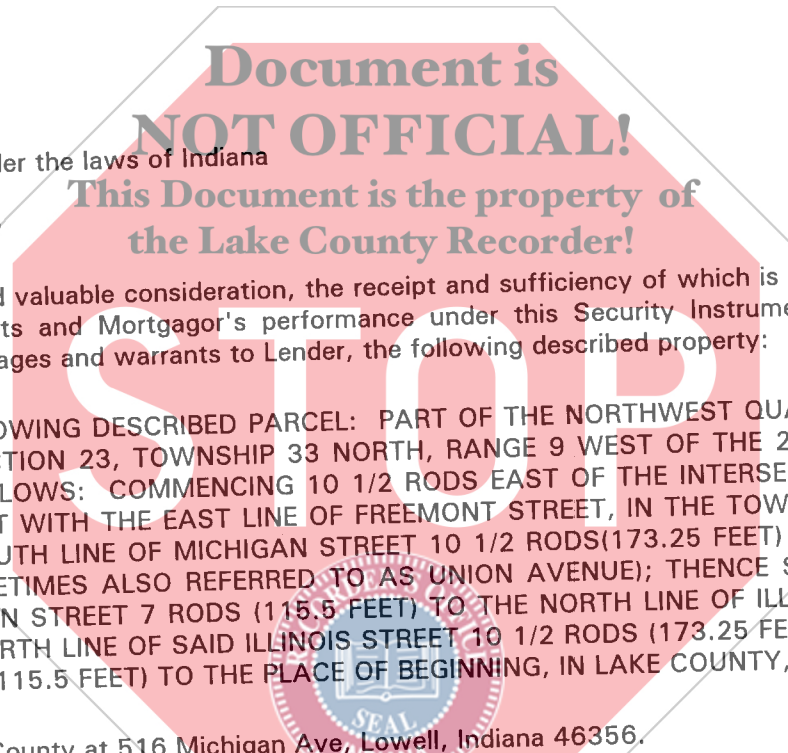 Document is
NOT OFFICIAL!
der the laws of Indiana
This Document is the property of
the Lake County Recorder!
d valuable consideration, the receipt and sufficiency of which is
ts and Mortgagor's performance under this Security Instrume
ages and warrants to Lender, the following described property:
STOP
OWING DESCRIBED PARCEL: PART OF THE NORTHWEST QUA
TION 23, TOWNSHIP 33 NORTH, RANGE 9 WEST OF THE 2
LOWS: COMMENCING 10 1/2 RODS EAST OF THE INTERSE
T WITH THE EAST LINE OF FREEMONT STREET, IN THE TOW
UTH LINE OF MICHIGAN STREET 10 1/2 RODS(173.25 FEET)
ETIMES ALSO REFERRED TO AS UNION AVENUE); THENCE S
N STREET 7 RODS (115.5 FEET) TO THE NORTH LINE OF ILL
RTH LINE OF SAID ILLINOIS STREET 10 1/2 RODS (173.25 FE
115.5 FEET) TO THE PLACE OF BEGINNING, IN LAKE COUNTY,
SEAL
County at 516 Michigan Ave, Lowell, Indiana 46356.